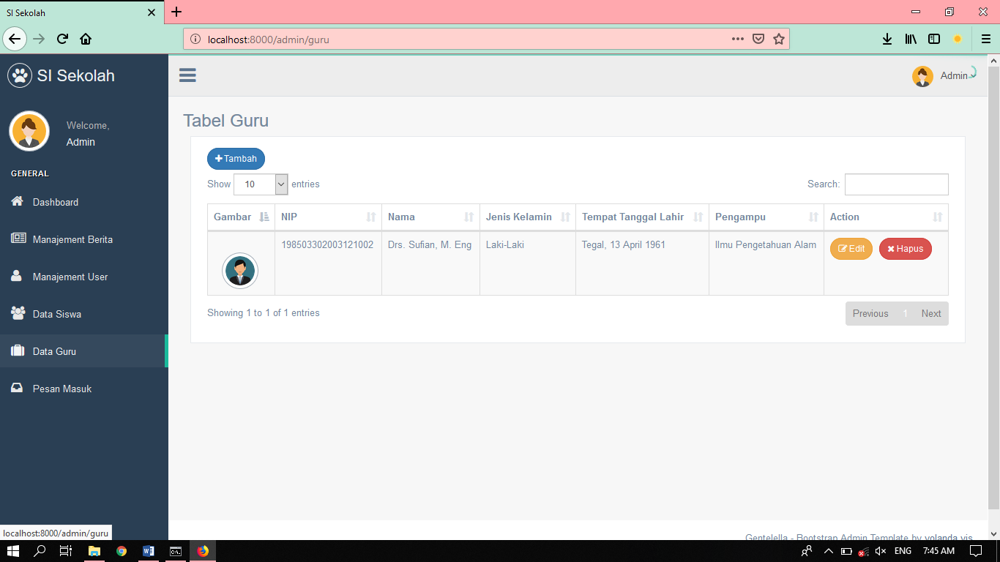 SI Sekolah
localhost:8000/admin/guru
SI Sekolah
Admin
Welcome,
Admin
GENERAL
Dashboard
Manajement Berita
Manajement User
Data Siswa
Data Guru
Pesan Masuk
Tabel Guru
Tambah
Show 10 entries
Search:
Gambar NIP Nama Jenis Kelamin Tempat Tanggal Lahir Pengampu Action
198503302003121002 Drs. Sufian, M. Eng Laki-Laki Tegal, 13 April 1961 Ilmu Pengetahuan Alam Edit Hapus
Showing 1 to 1 of 1 entries
Previous 1 Next
Gentelella - Bootstrap Admin Template by yolanda vis
localhost:8000/admin/guru
ENG 7:45 AM